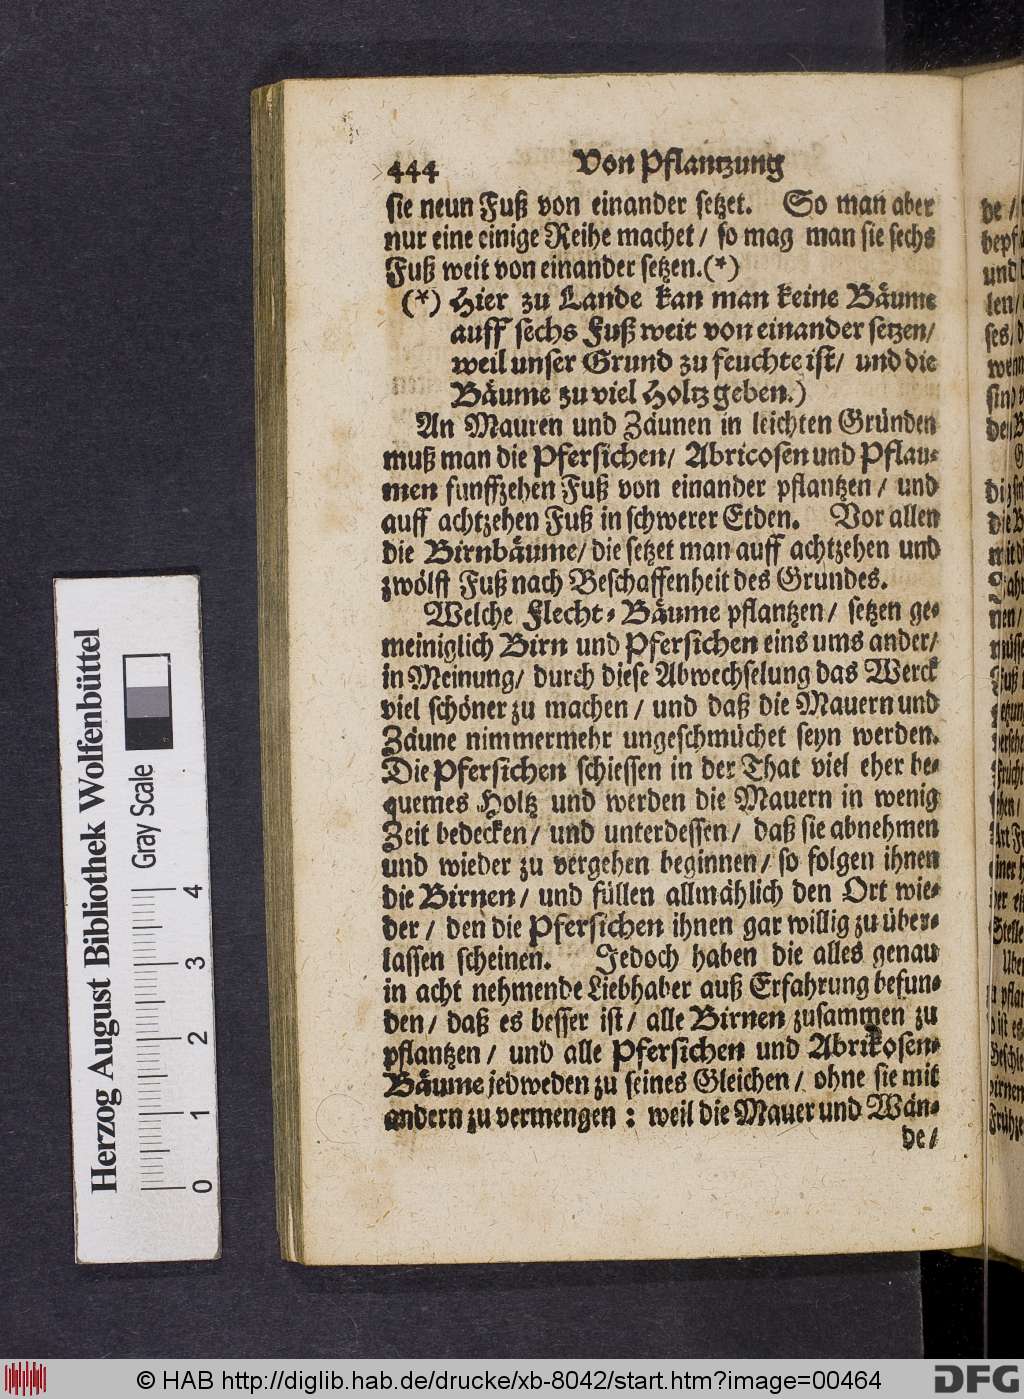 444 Von Pflantzung
sie neun Fuß von einander setzet. So man aber
nur eine einige Reihe machet / so mag man sie sechs
Fuß weit von einander setzen.(*)
(*) Hier zu Lande kan man keine Bäume
auff sechs Fuß weit von einander setzen/
weil unser Grund zu feuchte ist/ und die
Bäume zu viel Holtz geben.)
An Mauren und Zäunen in leichten Gründen
muß man die Pfersichen/ Abricosen und Pflau-
men funffzehen Fuß von einander pflantzen / und
auff achtzehen Fuß in schwerer Erden. Vor allen
die Birnbäume/ die setzet man auff achtzehen und
zwölff Fuß nach Beschaffenheit des Grundes.
Welche Flecht-Bäume pflantzen / setzen ge-
meiniglich Birn und Pfersichen eins ums ander/
in Meinung/ durch diese Abwechselung das Werck
viel schöner zu machen / und daß die Mauern und
Zäune nimmermehr ungeschmücket seyn werden.
Die Pfersichen schiessen in der That viel eher be-
quemes Holtz und werden die Mauern in wenig
Zeit bedecken / und unterdessen / daß sie abnehmen
und wieder zu vergehen beginnen / so folgen ihnen
die Birnen / und füllen allmählich den Ort wie-
der / den die Pfersichen ihnen gar willig zu über-
lassen scheinen. Jedoch haben die alles genau
in acht nehmende Liebhaber auß Erfahrung befun-
den / daß es besser ist / alle Birnen zusammen zu
pflantzen / und alle Pfersichen und Abrikosen-
Bäume jedweden zu seines Gleichen / ohne sie mit
andern zu vermengen : weil die Mauer und Wän-
de /
Herzog August Bibliothek Wolfenbüttel
Gray Scale
0 1 2 3 4
© HAB http://diglib.hab.de/drucke/xb-8042/start.htm?image=00464
DFG